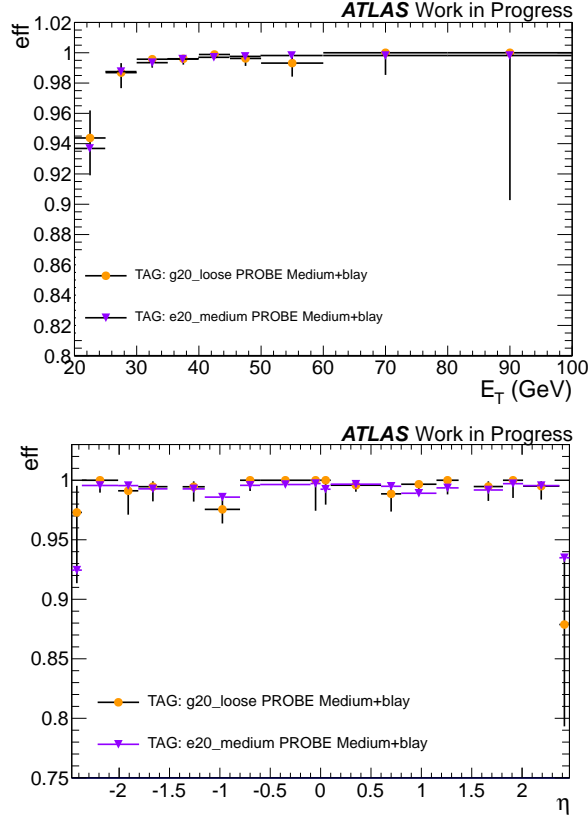 ATLAS Work in Progress
eff
1.02
1
0.98
0.96
0.94
0.92
0.9
0.88
0.86
0.84
0.82
0.8
TAG: g20_loose PROBE Medium+blay
TAG: e20_medium PROBE Medium+blay
20 30 40 50 60 70 80 90 100
E_T (GeV)
ATLAS Work in Progress
eff
1
0.95
0.9
0.85
0.8
0.75
TAG: g20_loose PROBE Medium+blay
TAG: e20_medium PROBE Medium+blay
-2 -1.5 -1 -0.5 0 0.5 1 1.5 2
η